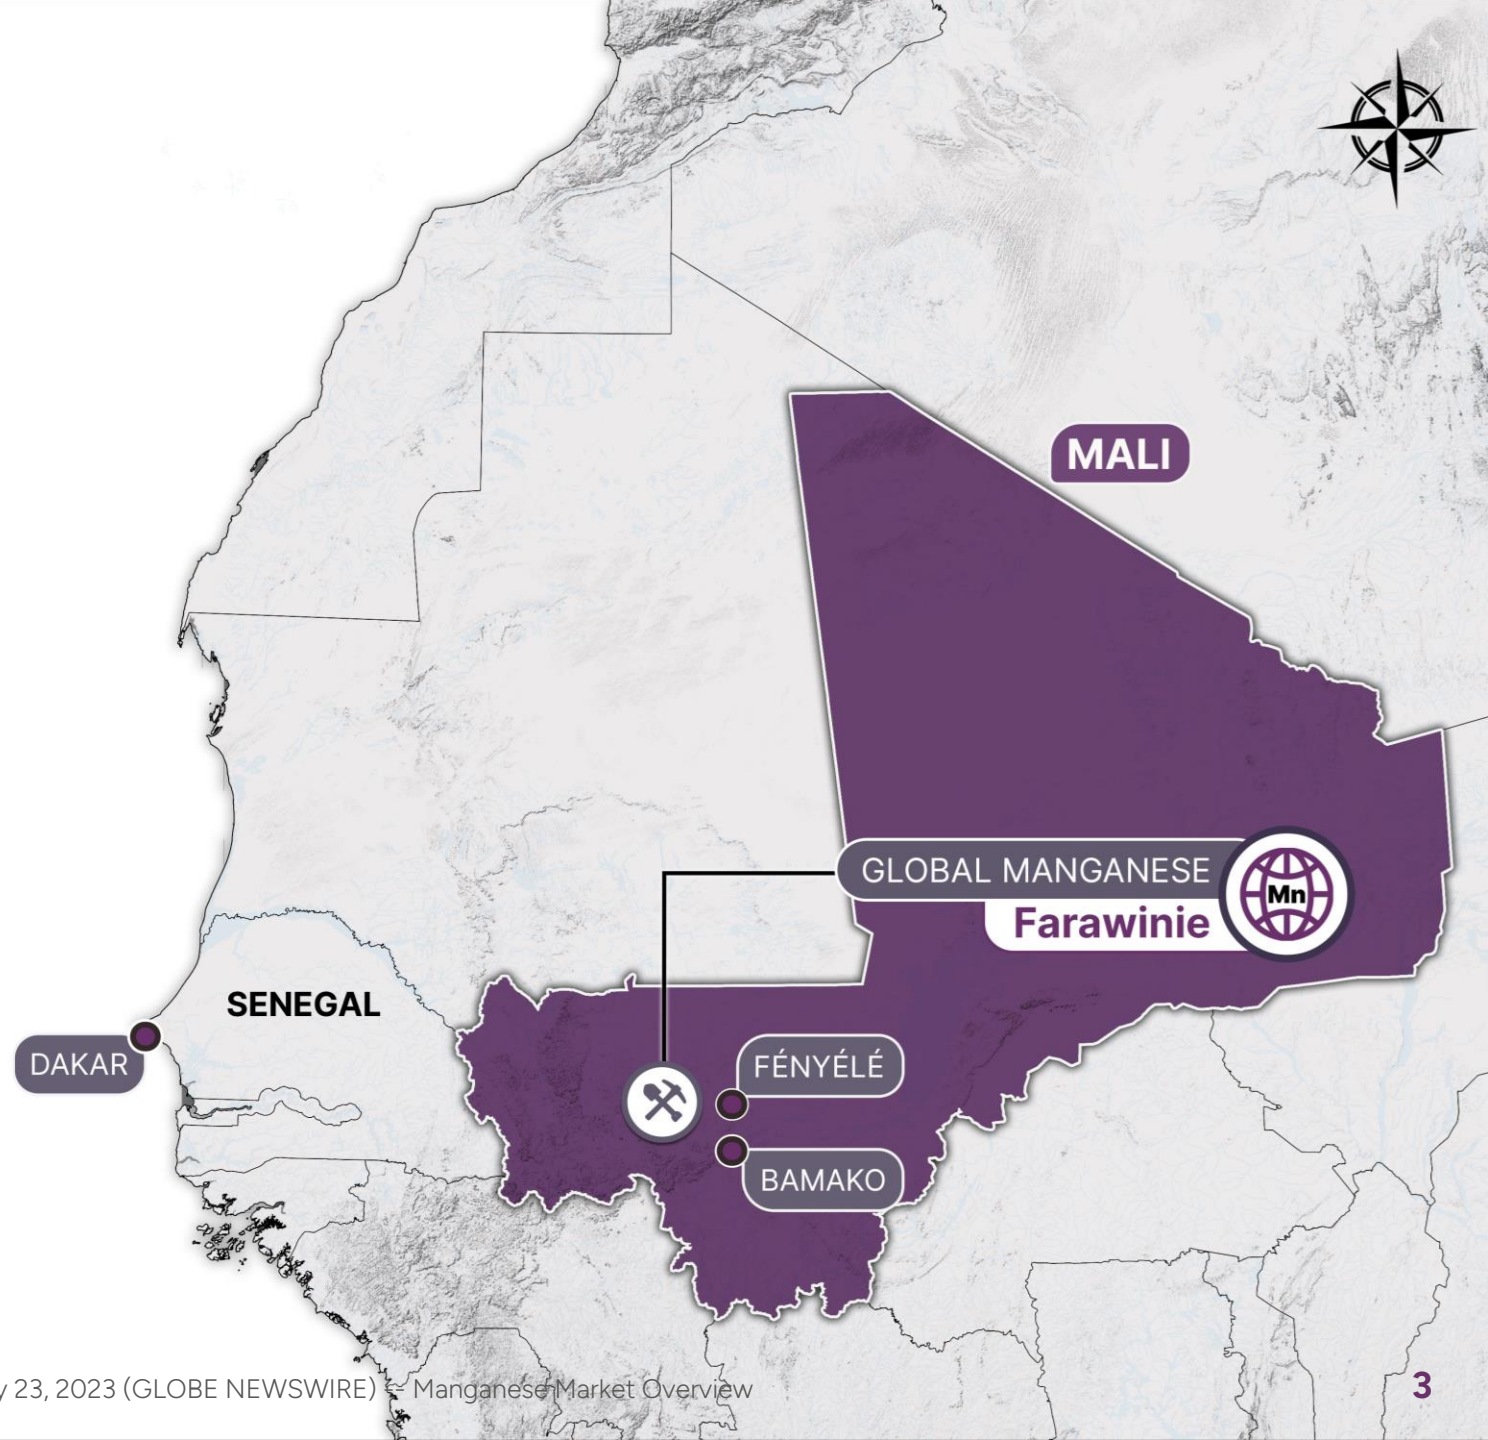 MALI
GLOBAL MANGANESE
Mn
Farawinie
SENEGAL
DAKAR
FÉNYÉLÉ
BAMAKO
23, 2023 (GLOBE NEWSWIRE) -- Manganese Market Overview
3